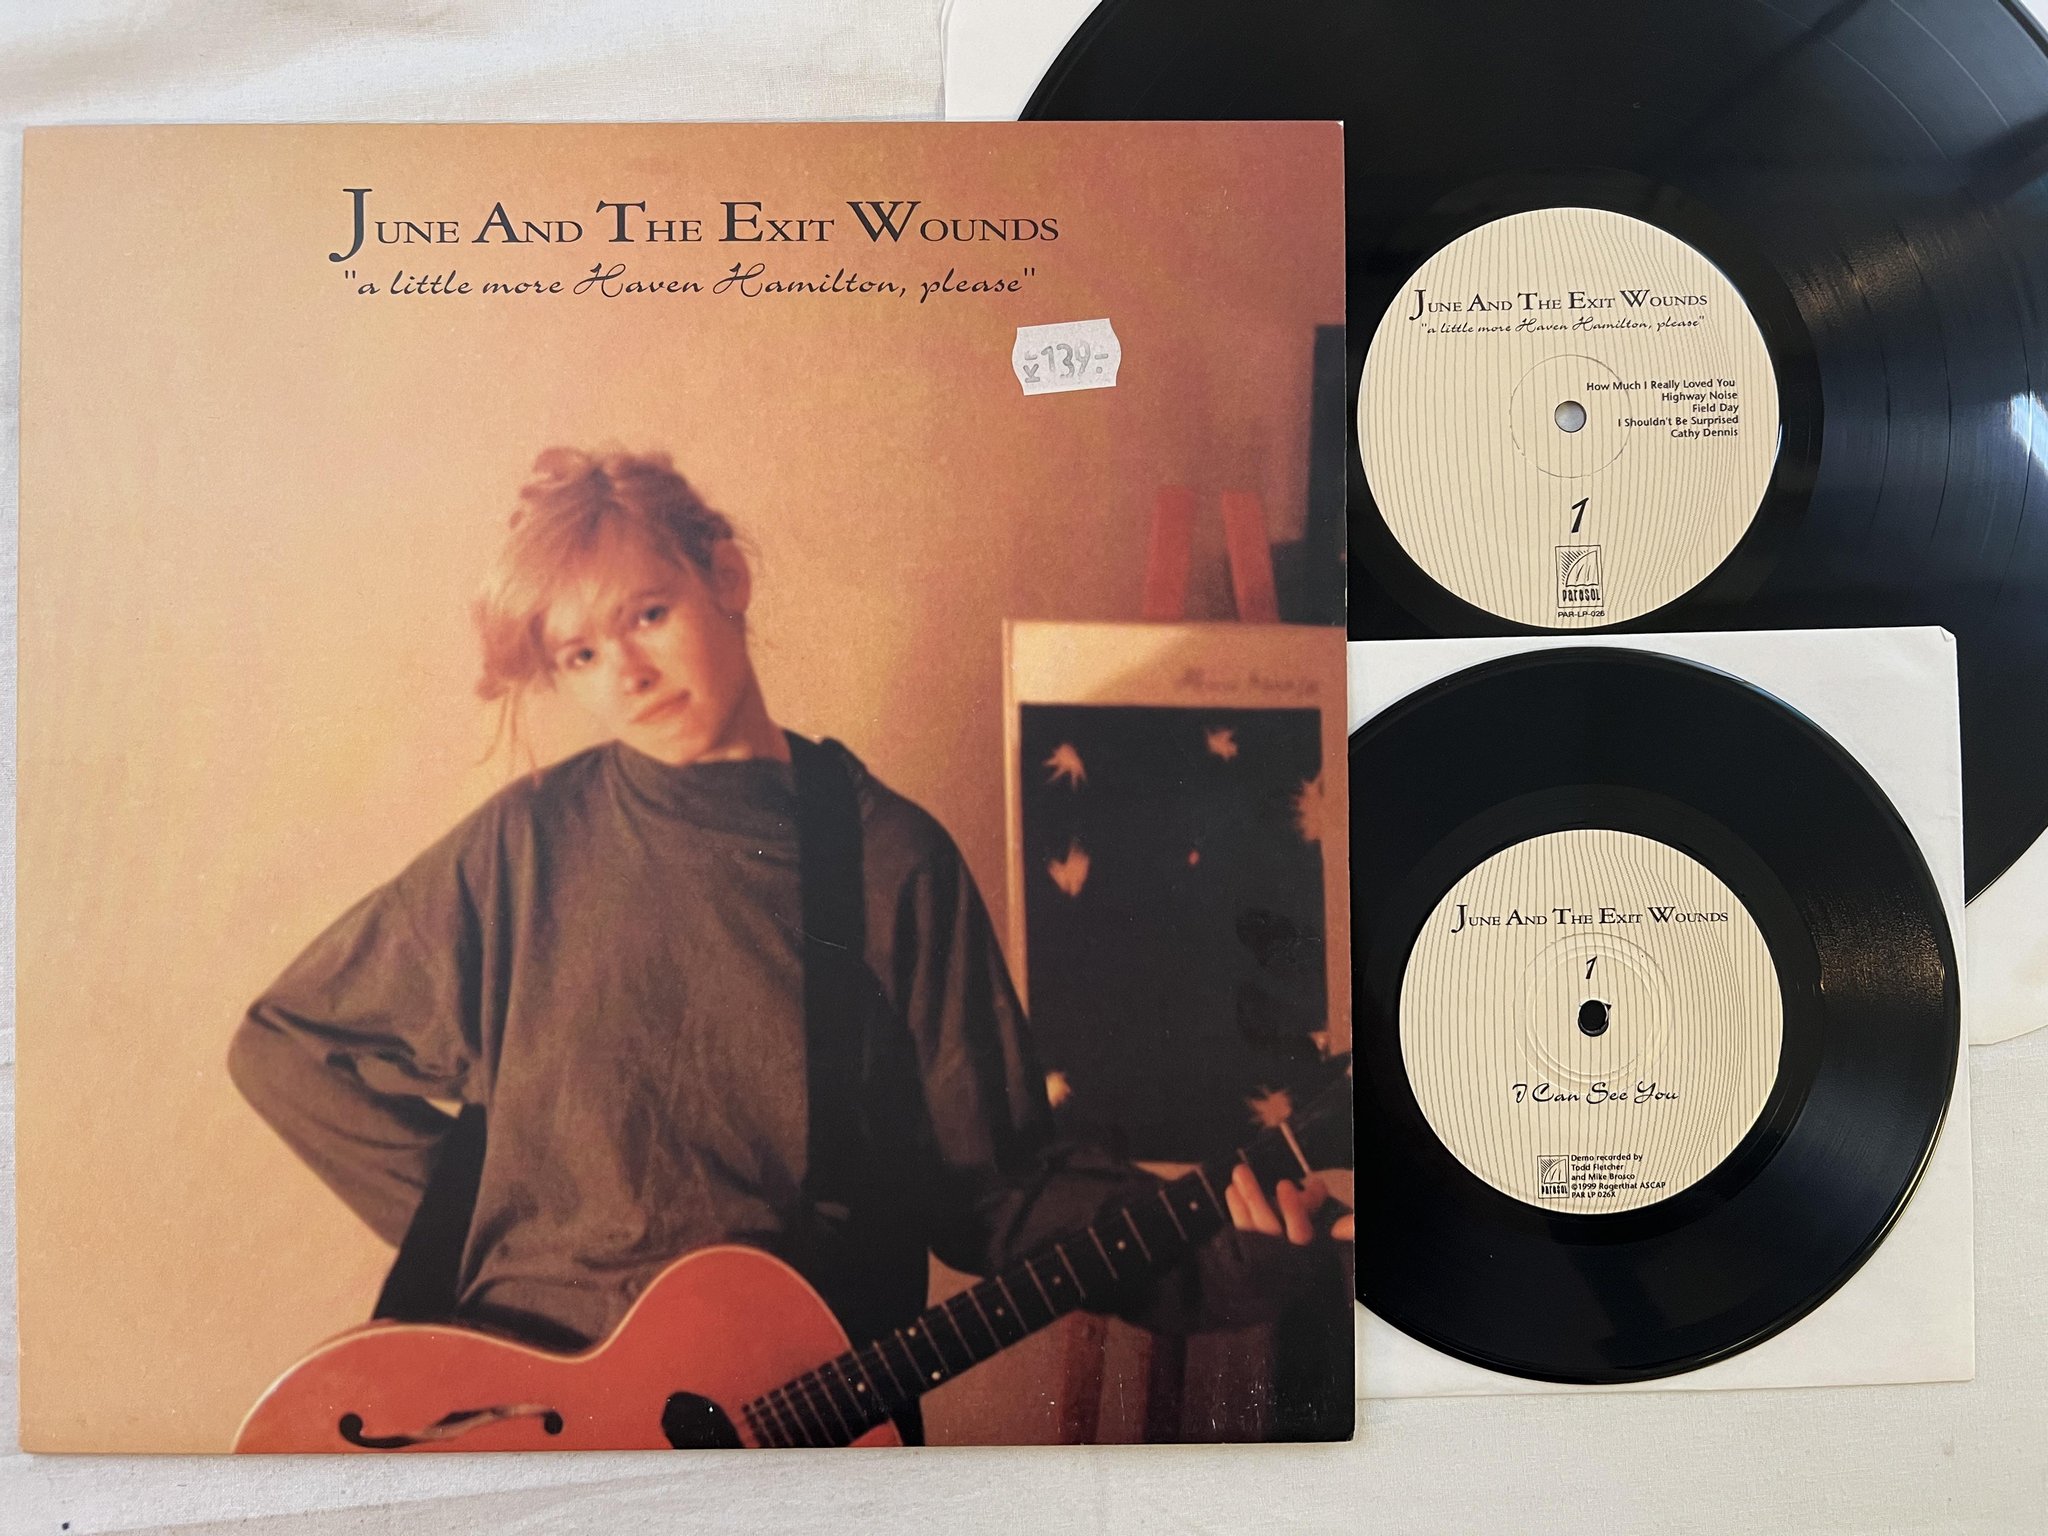 June And The Exit Wounds
"a little more Haven Hamilton, please"
K 139:-
June And The Exit Wounds
"a little more Haven Hamilton, please"
How Much I Really Loved You
Highway Noise
Field Day
I Shouldn't Be Surprised
Cathy Dennis
1
Parasol
PAR-LP-026
June And The Exit Wounds
1
I Can See You
Demo recorded by
Todd Fletcher
and Mike Brosco
©1999 Rogerthat ASCAP
PAR LP 026X
Parasol